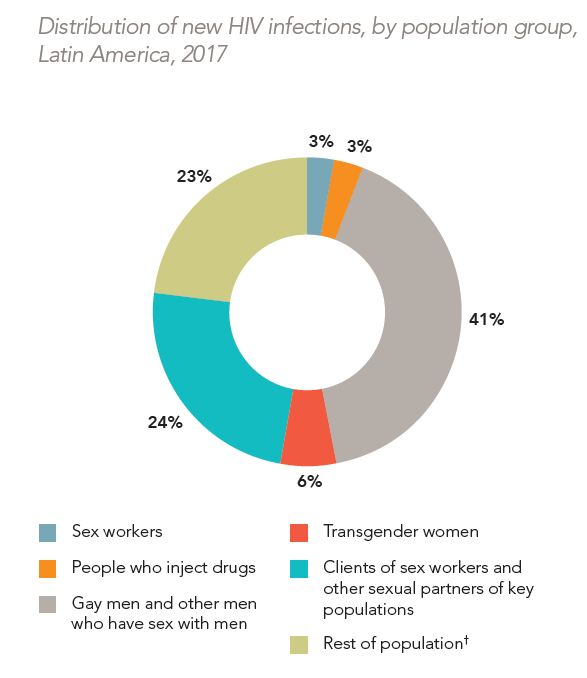 Distribution of new HIV infections, by population group,
Latin America, 2017
3%
3%
23%
41%
24%
6%
Sex workers
People who inject drugs
Gay men and other men
who have sex with men
Transgender women
Clients of sex workers and
other sexual partners of key
populations
Rest of population†